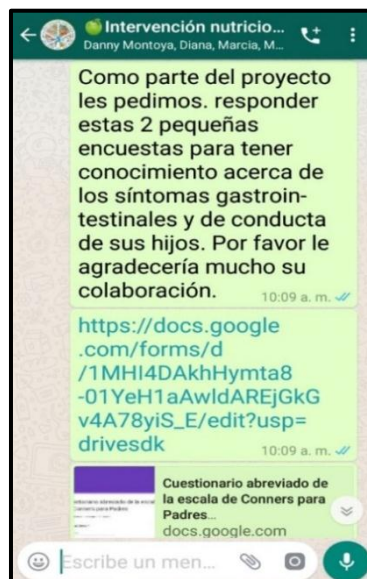 Intervención nutricio...
Danny Montoya, Diana, Marcia, M...
Como parte del proyecto
les pedimos. responder
estas 2 pequeñas
encuestas para tener
conocimiento acerca de
los síntomas gastroin-
testinales y de conducta
de sus hijos. Por favor le
agradecería mucho su
colaboración.
10:09 a. m.
https://docs.google
.com/forms/d
/1MHI4DAkhHymta8
-01YeH1aAwldAREjGkG
v4A78yiS_E/edit?usp=
drivesdk
10:09 a. m.
Cuestionario abreviado de
la escala de Conners para
Padres...
docs.google.com
Escribe un men...